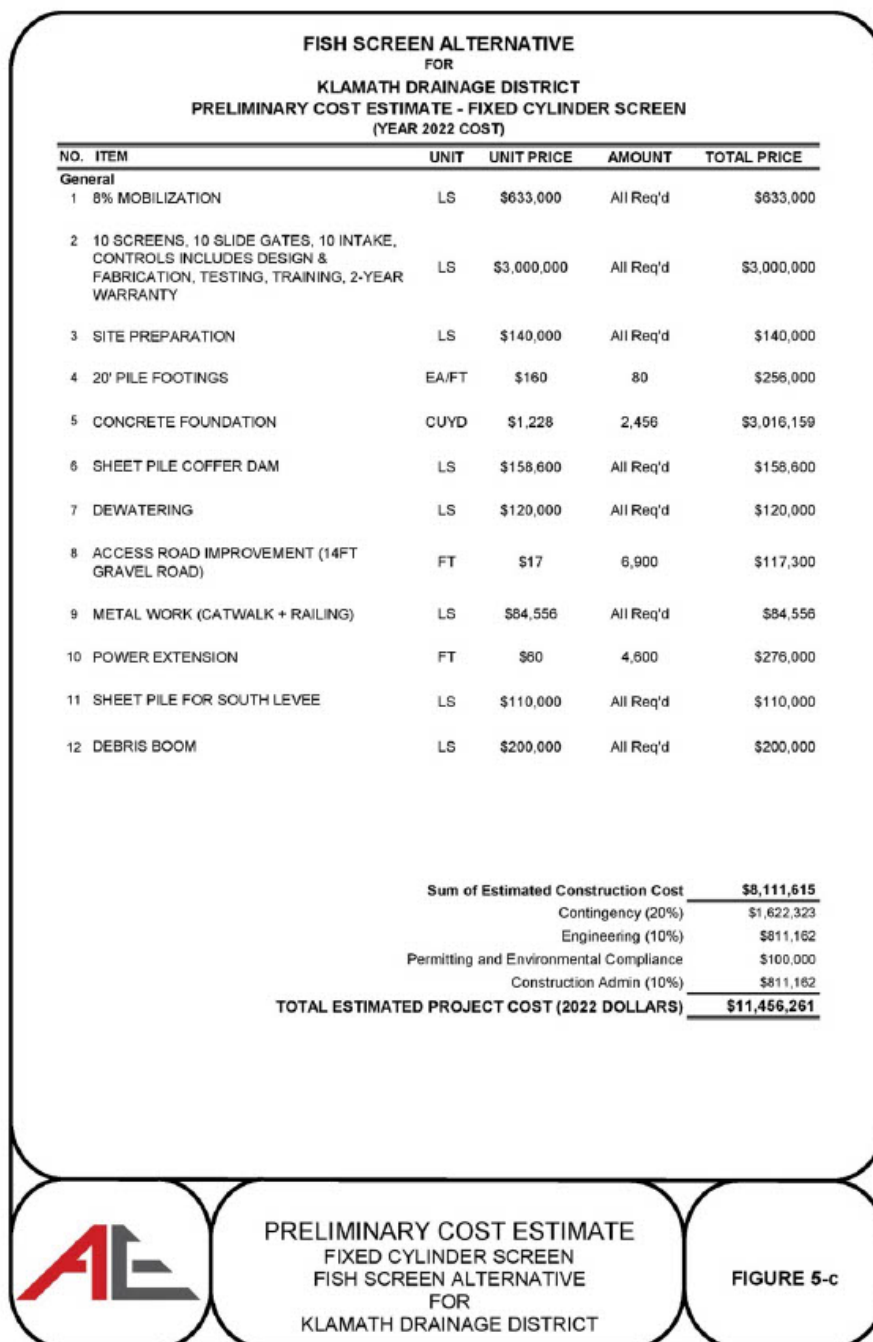 FISH SCREEN ALTERNATIVE
FOR
KLAMATH DRAINAGE DISTRICT
PRELIMINARY COST ESTIMATE - FIXED CYLINDER SCREEN
(YEAR 2022 COST)
NO. ITEM UNIT UNIT PRICE AMOUNT TOTAL PRICE
General
1 8% MOBILIZATION LS $633,000 All Req'd $633,000
2 10 SCREENS, 10 SLIDE GATES, 10 INTAKE,
CONTROLS INCLUDES DESIGN &
FABRICATION, TESTING, TRAINING, 2-YEAR
WARRANTY LS $3,000,000 All Req'd $3,000,000
3 SITE PREPARATION LS $140,000 All Req'd $140,000
4 20' PILE FOOTINGS EA/FT $160 80 $256,000
5 CONCRETE FOUNDATION CUYD $1,228 2,456 $3,016,159
6 SHEET PILE COFFER DAM LS $158,600 All Req'd $158,600
7 DEWATERING LS $120,000 All Req'd $120,000
8 ACCESS ROAD IMPROVEMENT (14FT
GRAVEL ROAD) FT $17 6,900 $117,300
9 METAL WORK (CATWALK + RAILING) LS $84,556 All Req'd $84,556
10 POWER EXTENSION FT $60 4,600 $276,000
11 SHEET PILE FOR SOUTH LEVEE LS $110,000 All Req'd $110,000
12 DEBRIS BOOM LS $200,000 All Req'd $200,000
Sum of Estimated Construction Cost $8,111,615
Contingency (20%) $1,622,323
Engineering (10%) $811,162
Permitting and Environmental Compliance $100,000
Construction Admin (10%) $811,162
TOTAL ESTIMATED PROJECT COST (2022 DOLLARS) $11,456,261
AE
PRELIMINARY COST ESTIMATE
FIXED CYLINDER SCREEN
FISH SCREEN ALTERNATIVE
FOR
KLAMATH DRAINAGE DISTRICT
FIGURE 5-c